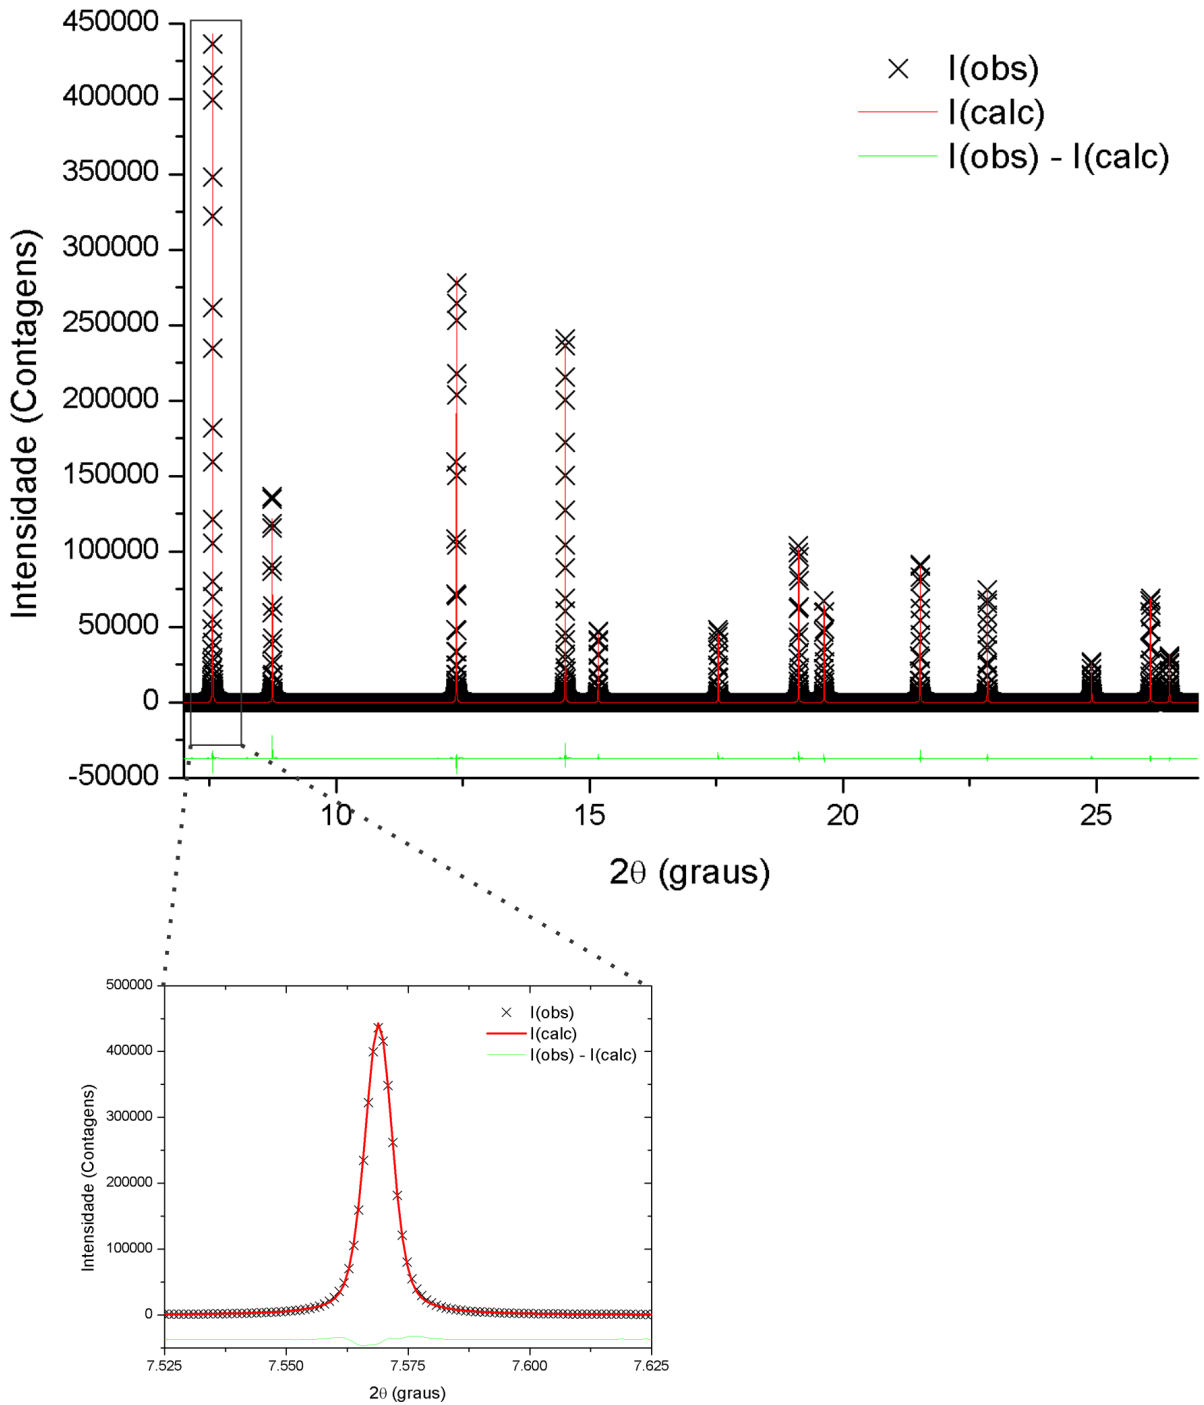 450000
400000
350000
300000
250000
200000
150000
100000
50000
0
-50000
Intensidade (Contagens)
I(obs)
I(calc)
I(obs) - I(calc)
10 15 20 25
2θ (graus)
500000
400000
300000
200000
100000
0
Intensidade (Contagens)
I(obs)
I(calc)
I(obs) - I(calc)
7.525 7.550 7.575 7.600 7.625
2θ (graus)